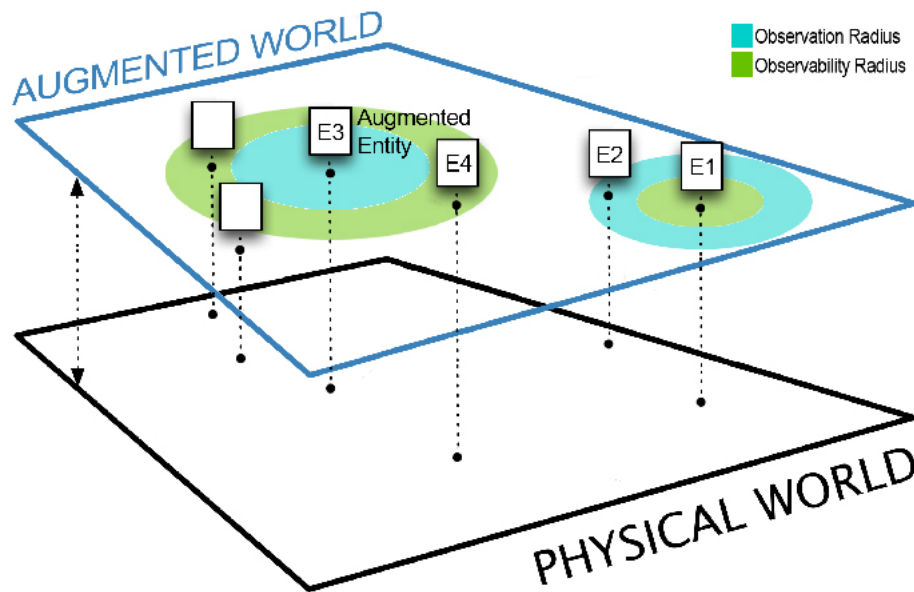 AUGMENTED WORLD
Observation Radius
Observability Radius
E3
Augmented
Entity
E4
E2
E1
PHYSICAL WORLD